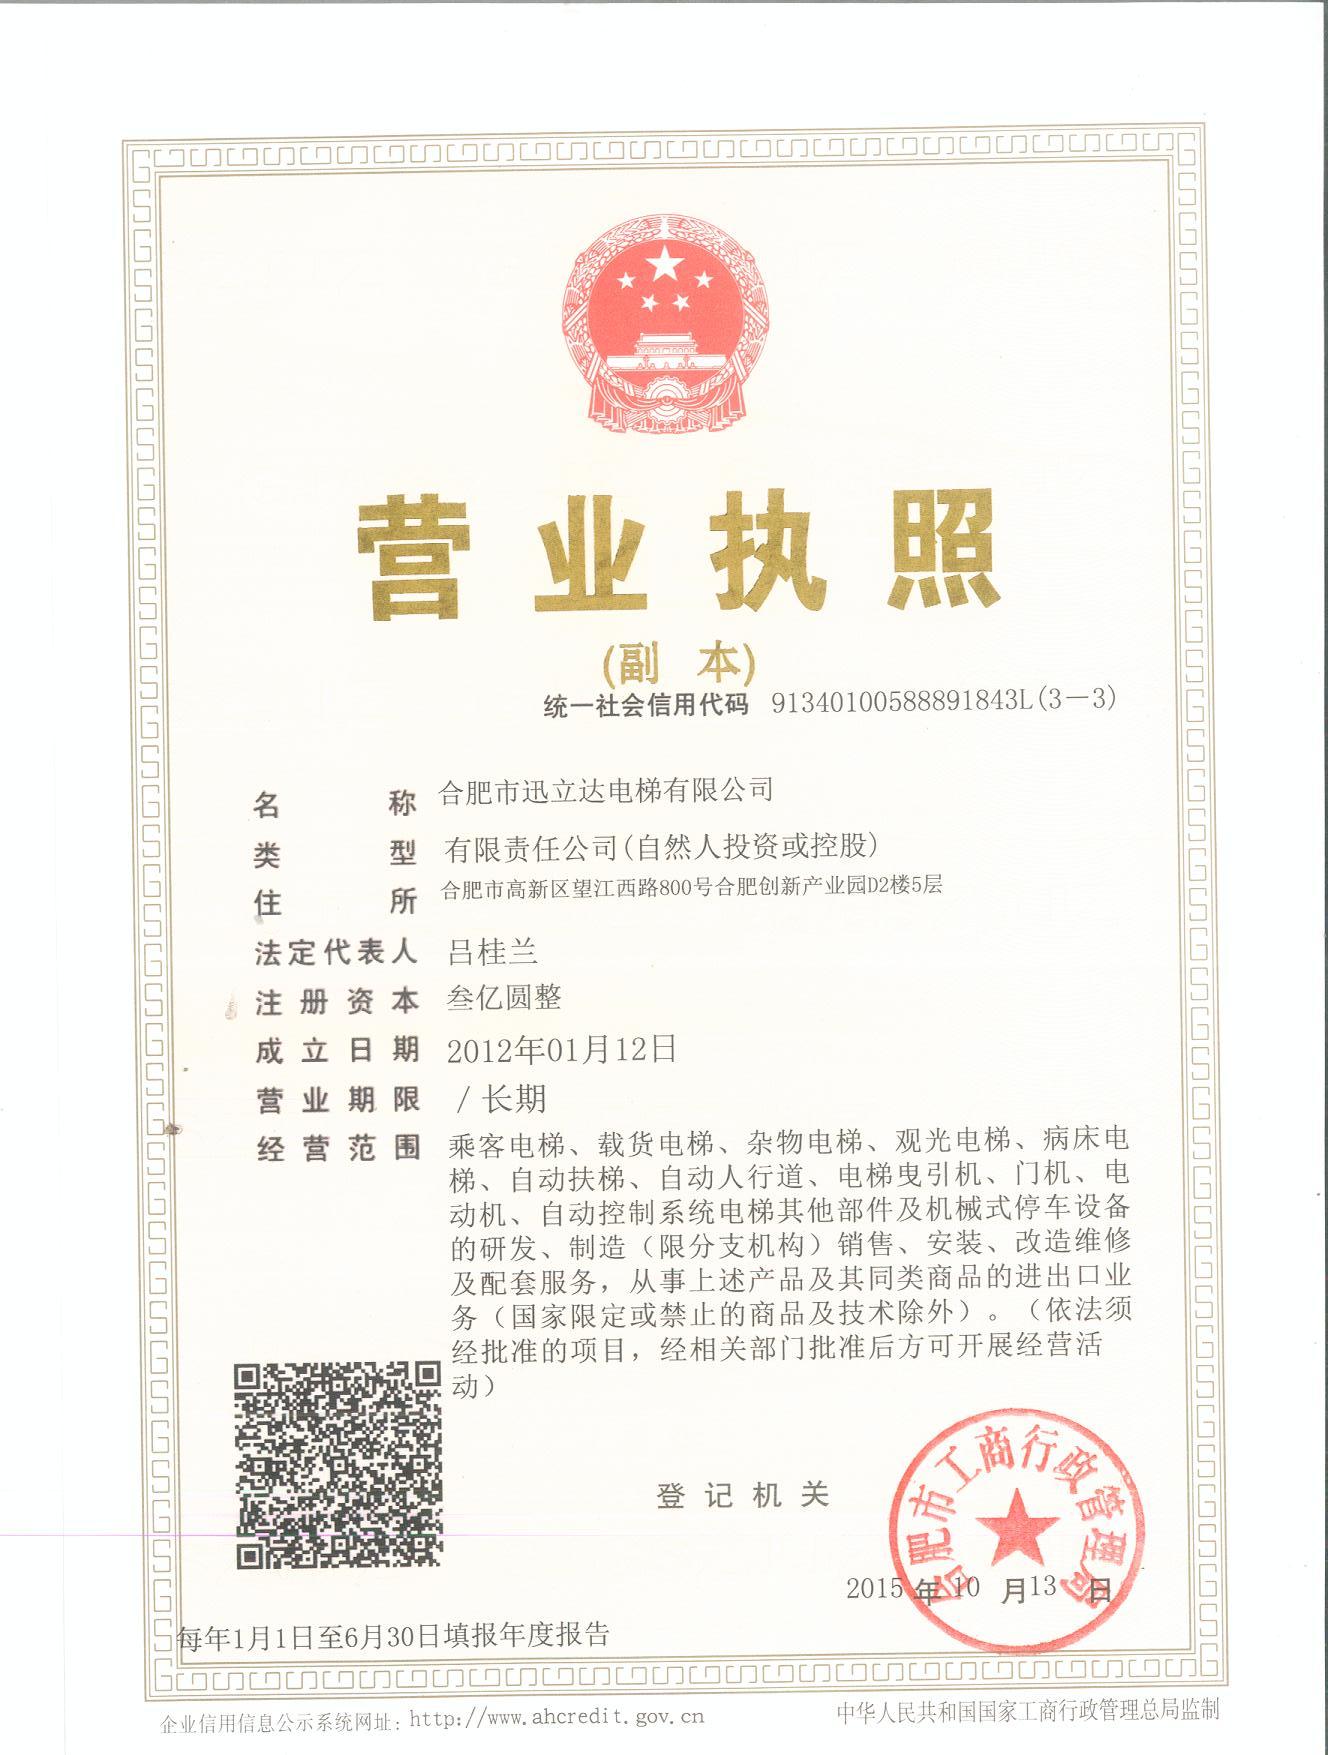 营业执照
(副 本)
统一社会信用代码 91340100588891843L(3-3)
名 称 合肥市迅立达电梯有限公司
类 型 有限责任公司(自然人投资或控股)
住 所 合肥市高新区望江西路800号合肥创新产业园D2楼5层
法定代表人 吕桂兰
注册资本 叁亿圆整
成立日期 2012年01月12日
营业期限 / 长期
经营范围 乘客电梯、载货电梯、杂物电梯、观光电梯、病床电
梯、自动扶梯、自动人行道、电梯曳引机、门机、电
动机、自动控制系统电梯其他部件及机械式停车设备
的研发、制造（限分支机构）销售、安装、改造维修
及配套服务，从事上述产品及其同类商品的进出口业
务（国家限定或禁止的商品及技术除外）。（依法须
经批准的项目，经相关部门批准后方可开展经营活
动）
登记机关
合肥市工商行政管理局
2015 年 10 月 13 日
每年1月1日至6月30日填报年度报告
企业信用信息公示系统网址：http://www.ahcredit.gov.cn
中华人民共和国国家工商行政管理总局监制